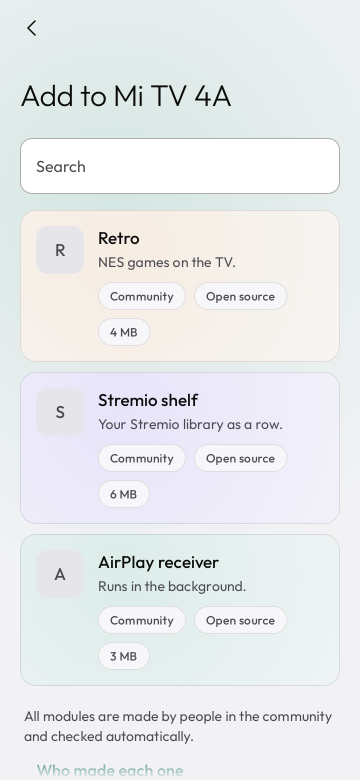 Add to Mi TV 4A
Search
R
Retro
NES games on the TV.
Community
Open source
4 MB
S
Stremio shelf
Your Stremio library as a row.
Community
Open source
6 MB
A
AirPlay receiver
Runs in the background.
Community
Open source
3 MB
All modules are made by people in the community
and checked automatically.
Who made each one